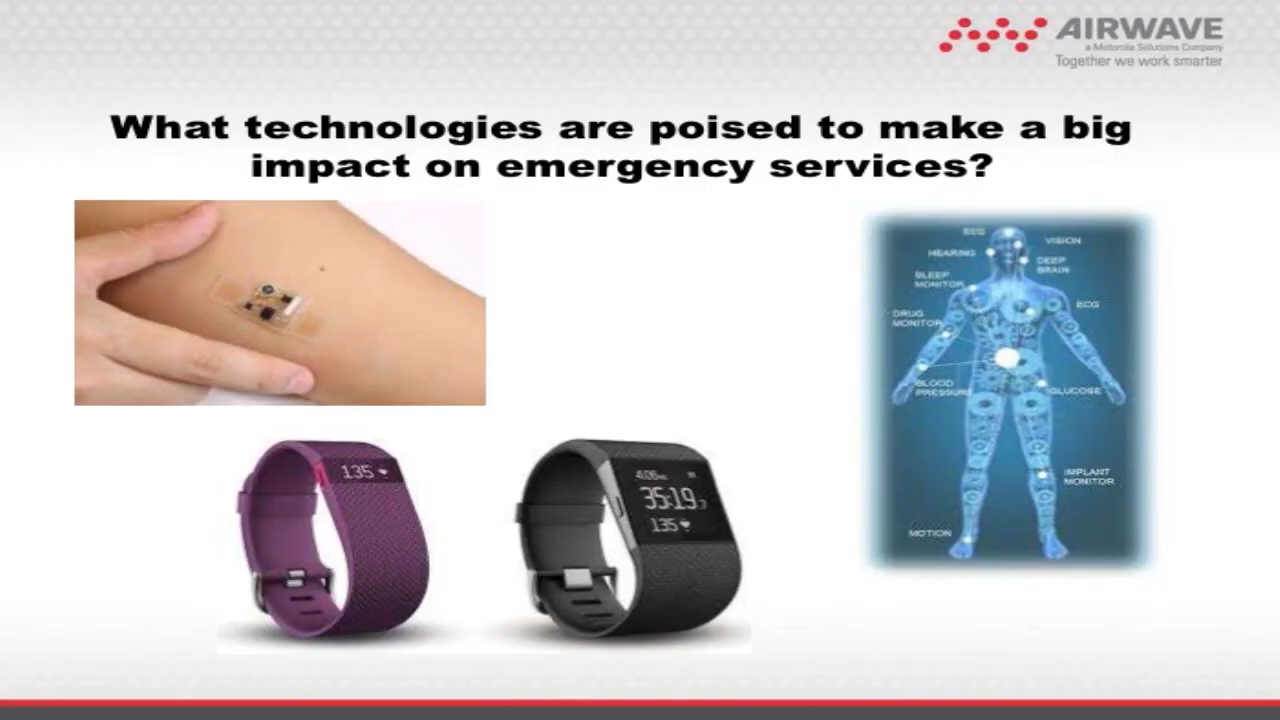 AIRWAVE
a Motorola Solutions Company
Together we work smarter
What technologies are poised to make a big
impact on emergency services?
EEG
VISION
HEARING
DEEP
BRAIN
SLEEP
MONITOR
ECG
DRUG
MONITOR
BLOOD
PRESSURE
GLUCOSE
IMPLANT
MONITOR
MOTION
135
35:19
135